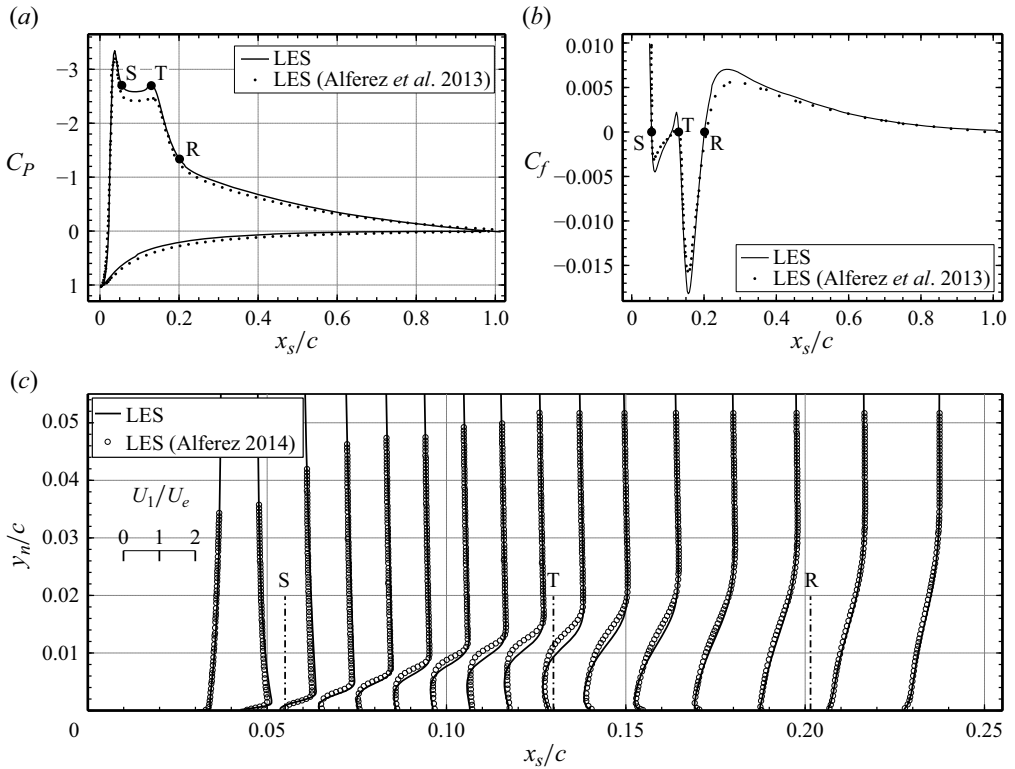 (a)
−3
−2
−1
0
1
C_P
S
T
R
LES
LES (Alferez et al. 2013)
0
0.2
0.4
0.6
0.8
1.0
x_s/c
(b)
0.010
0.005
0
−0.005
−0.010
−0.015
C_f
S
T
R
LES
LES (Alferez et al. 2013)
0
0.2
0.4
0.6
0.8
1.0
x_s/c
(c)
0.05
0.04
0.03
0.02
0.01
y_n/c
LES
LES (Alferez 2014)
U_1/U_e
0 1 2
S
T
R
0
0.05
0.10
0.15
0.20
0.25
x_s/c